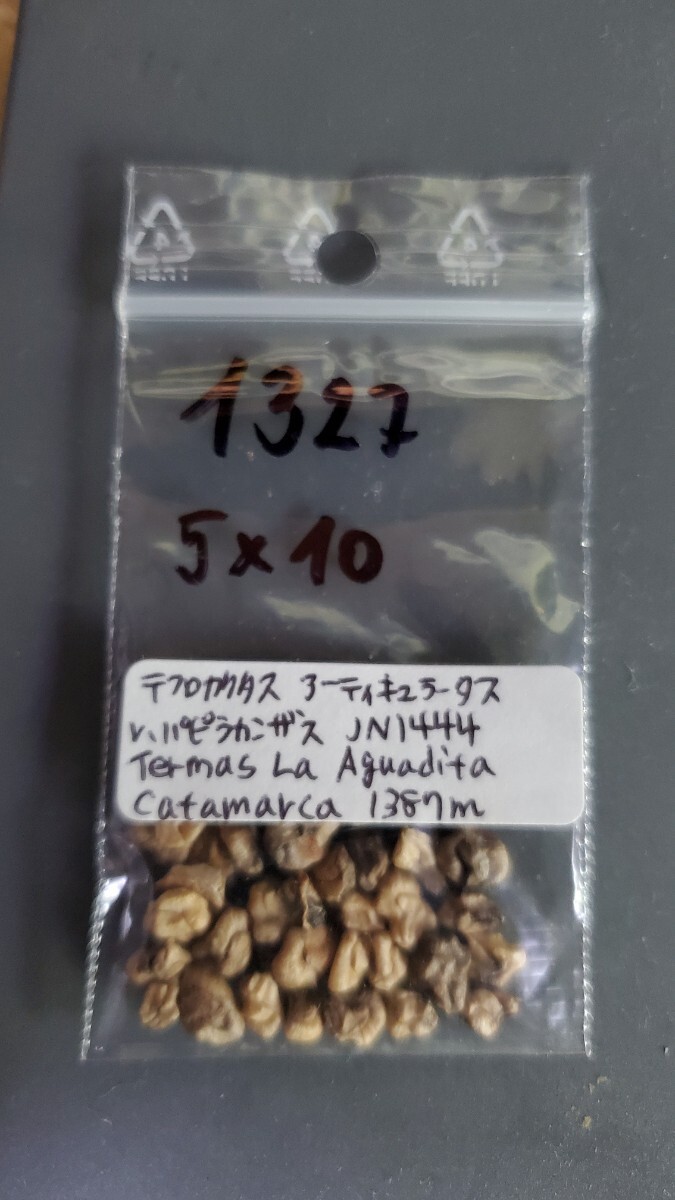 1327
5x10
テフロカクタス アーティキュラータス
v. パピラカンザス JN1444
Termas La Aguadita
Catamarca 1387m